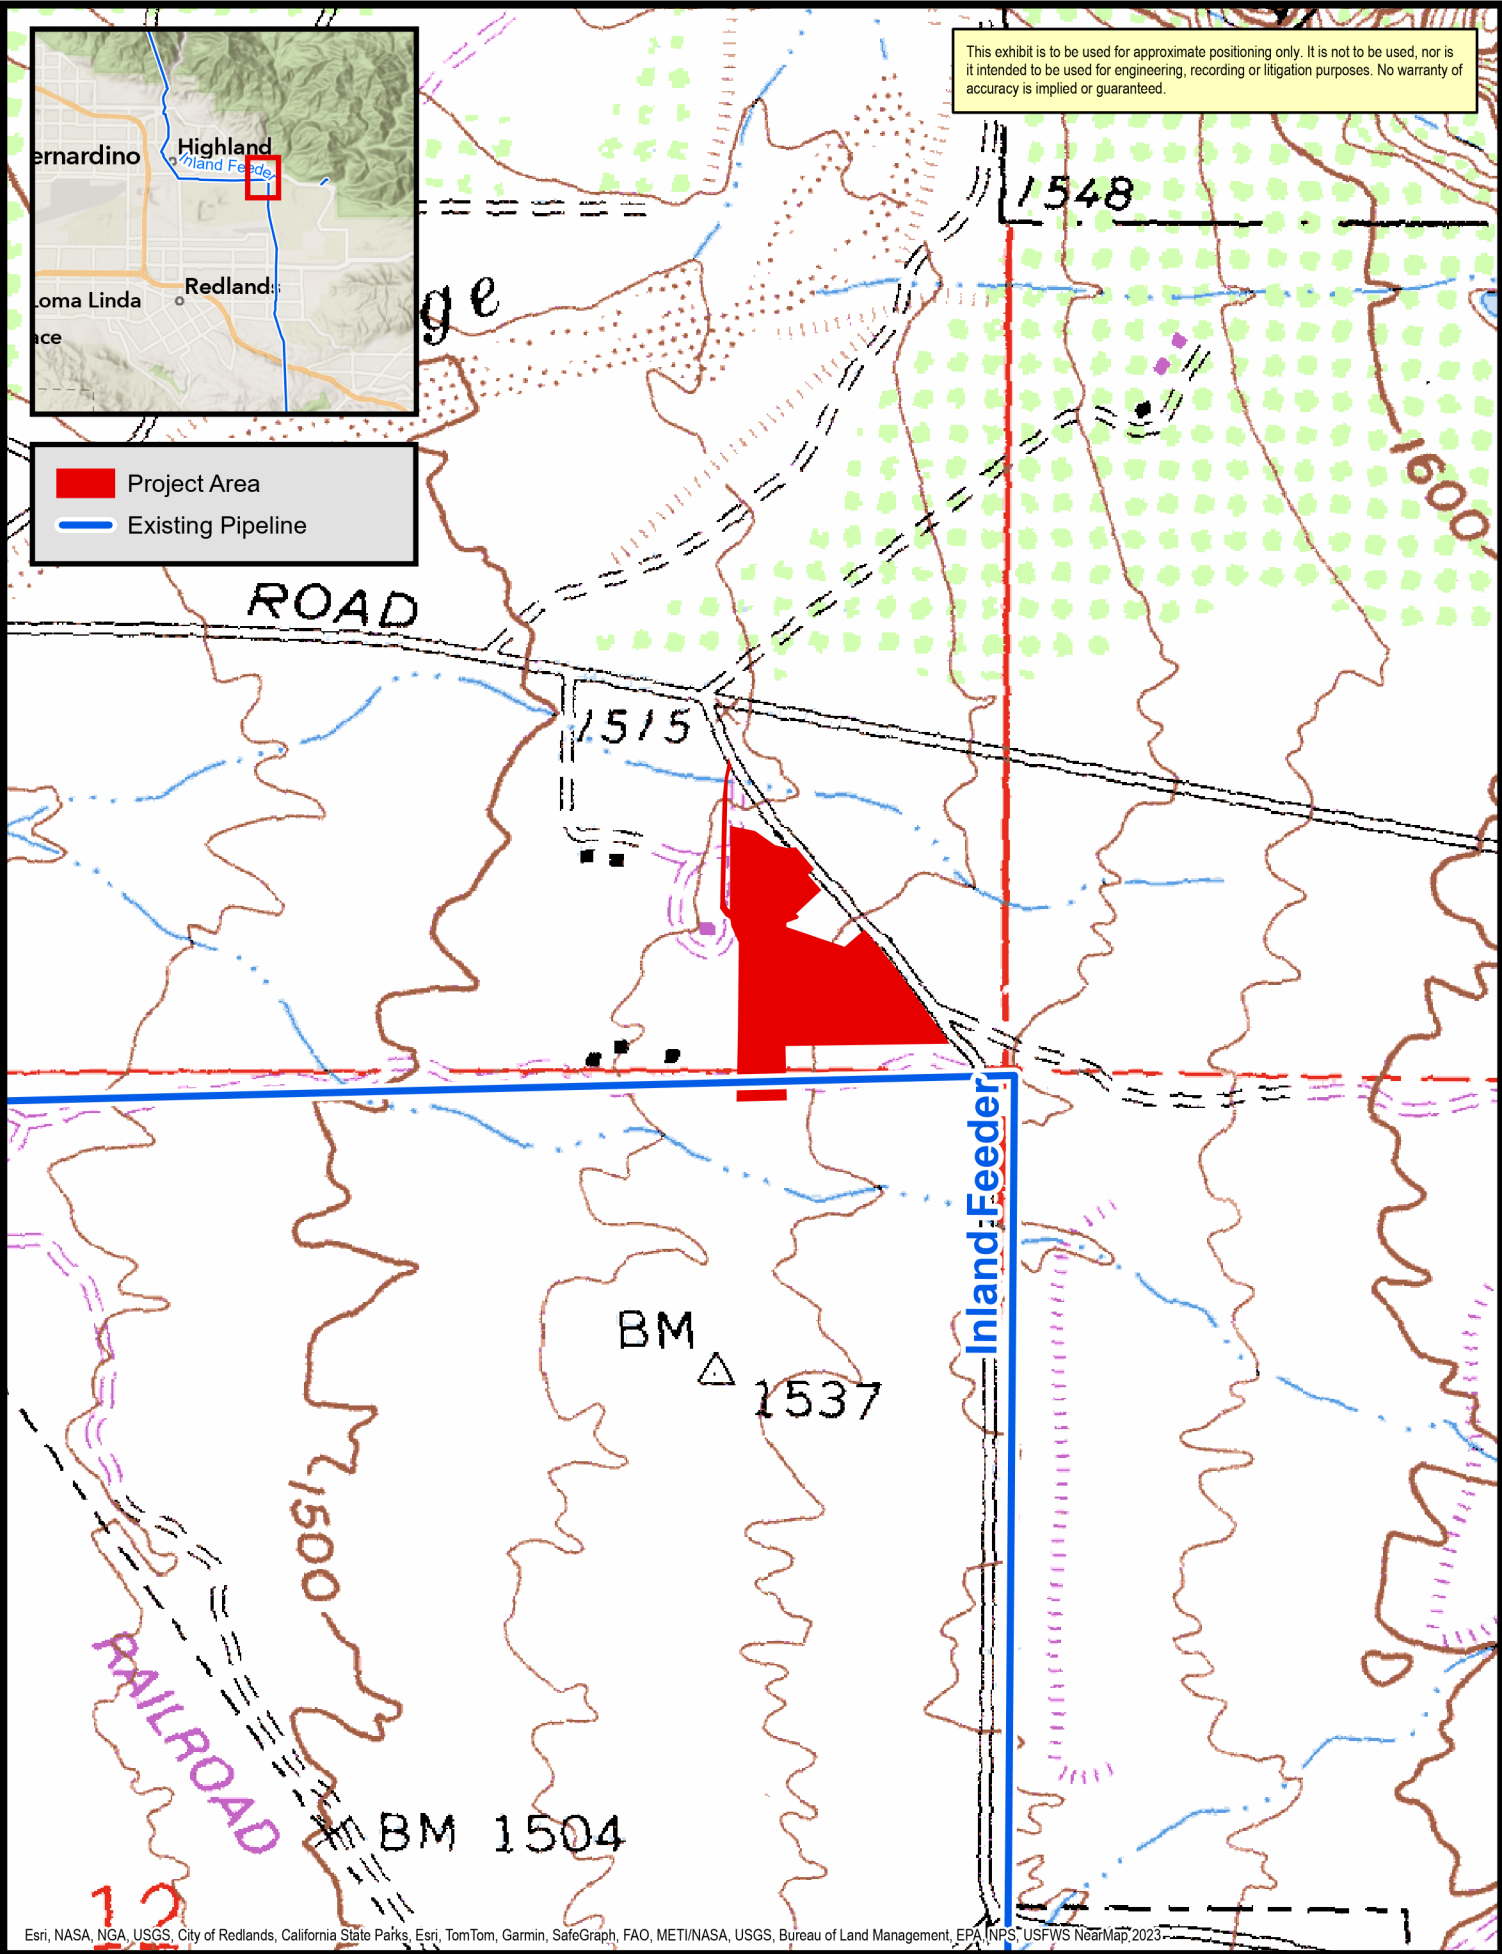 This exhibit is to be used for approximate positioning only. It is not to be used, nor is
it intended to be used for engineering, recording or litigation purposes. No warranty of
accuracy is implied or guaranteed.
ernardino
Highland
Inland Feeder
Redlands
Loma Linda
ace
1548
ge
Project Area
Existing Pipeline
1600
ROAD
1515
Inland Feeder
BM
1537
1500
RAILROAD
BM 1504
12
Esri, NASA, NGA, USGS, City of Redlands, California State Parks, Esri, TomTom, Garmin, SafeGraph, FAO, METI/NASA, USGS, Bureau of Land Management, EPA, NPS, USFWS NearMap,2023